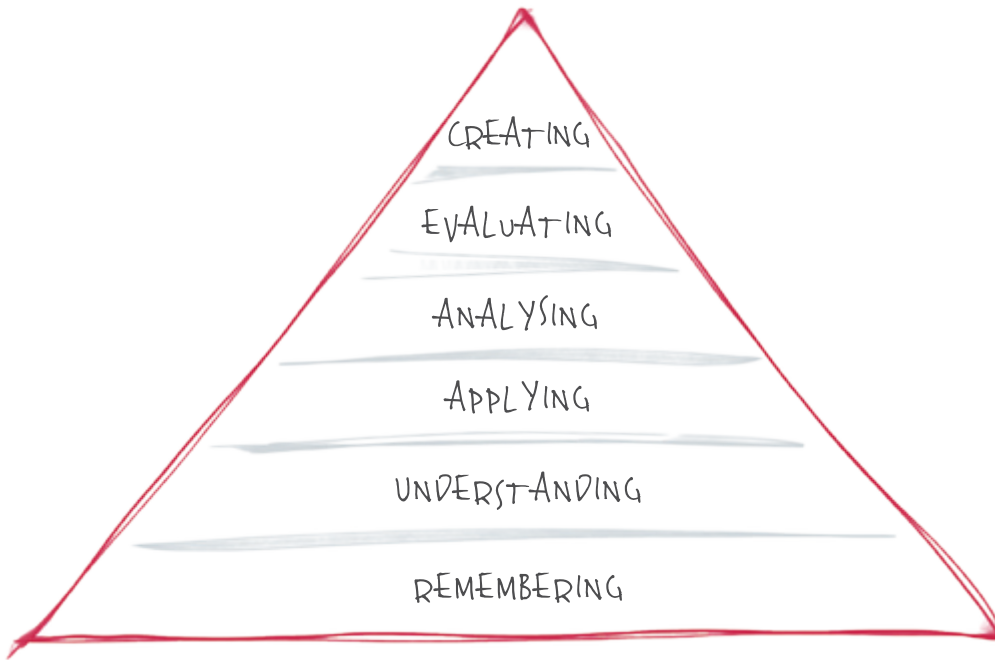 CREATING
EVALUATING
ANALYSING
APPLYING
UNDERSTANDING
REMEMBERING